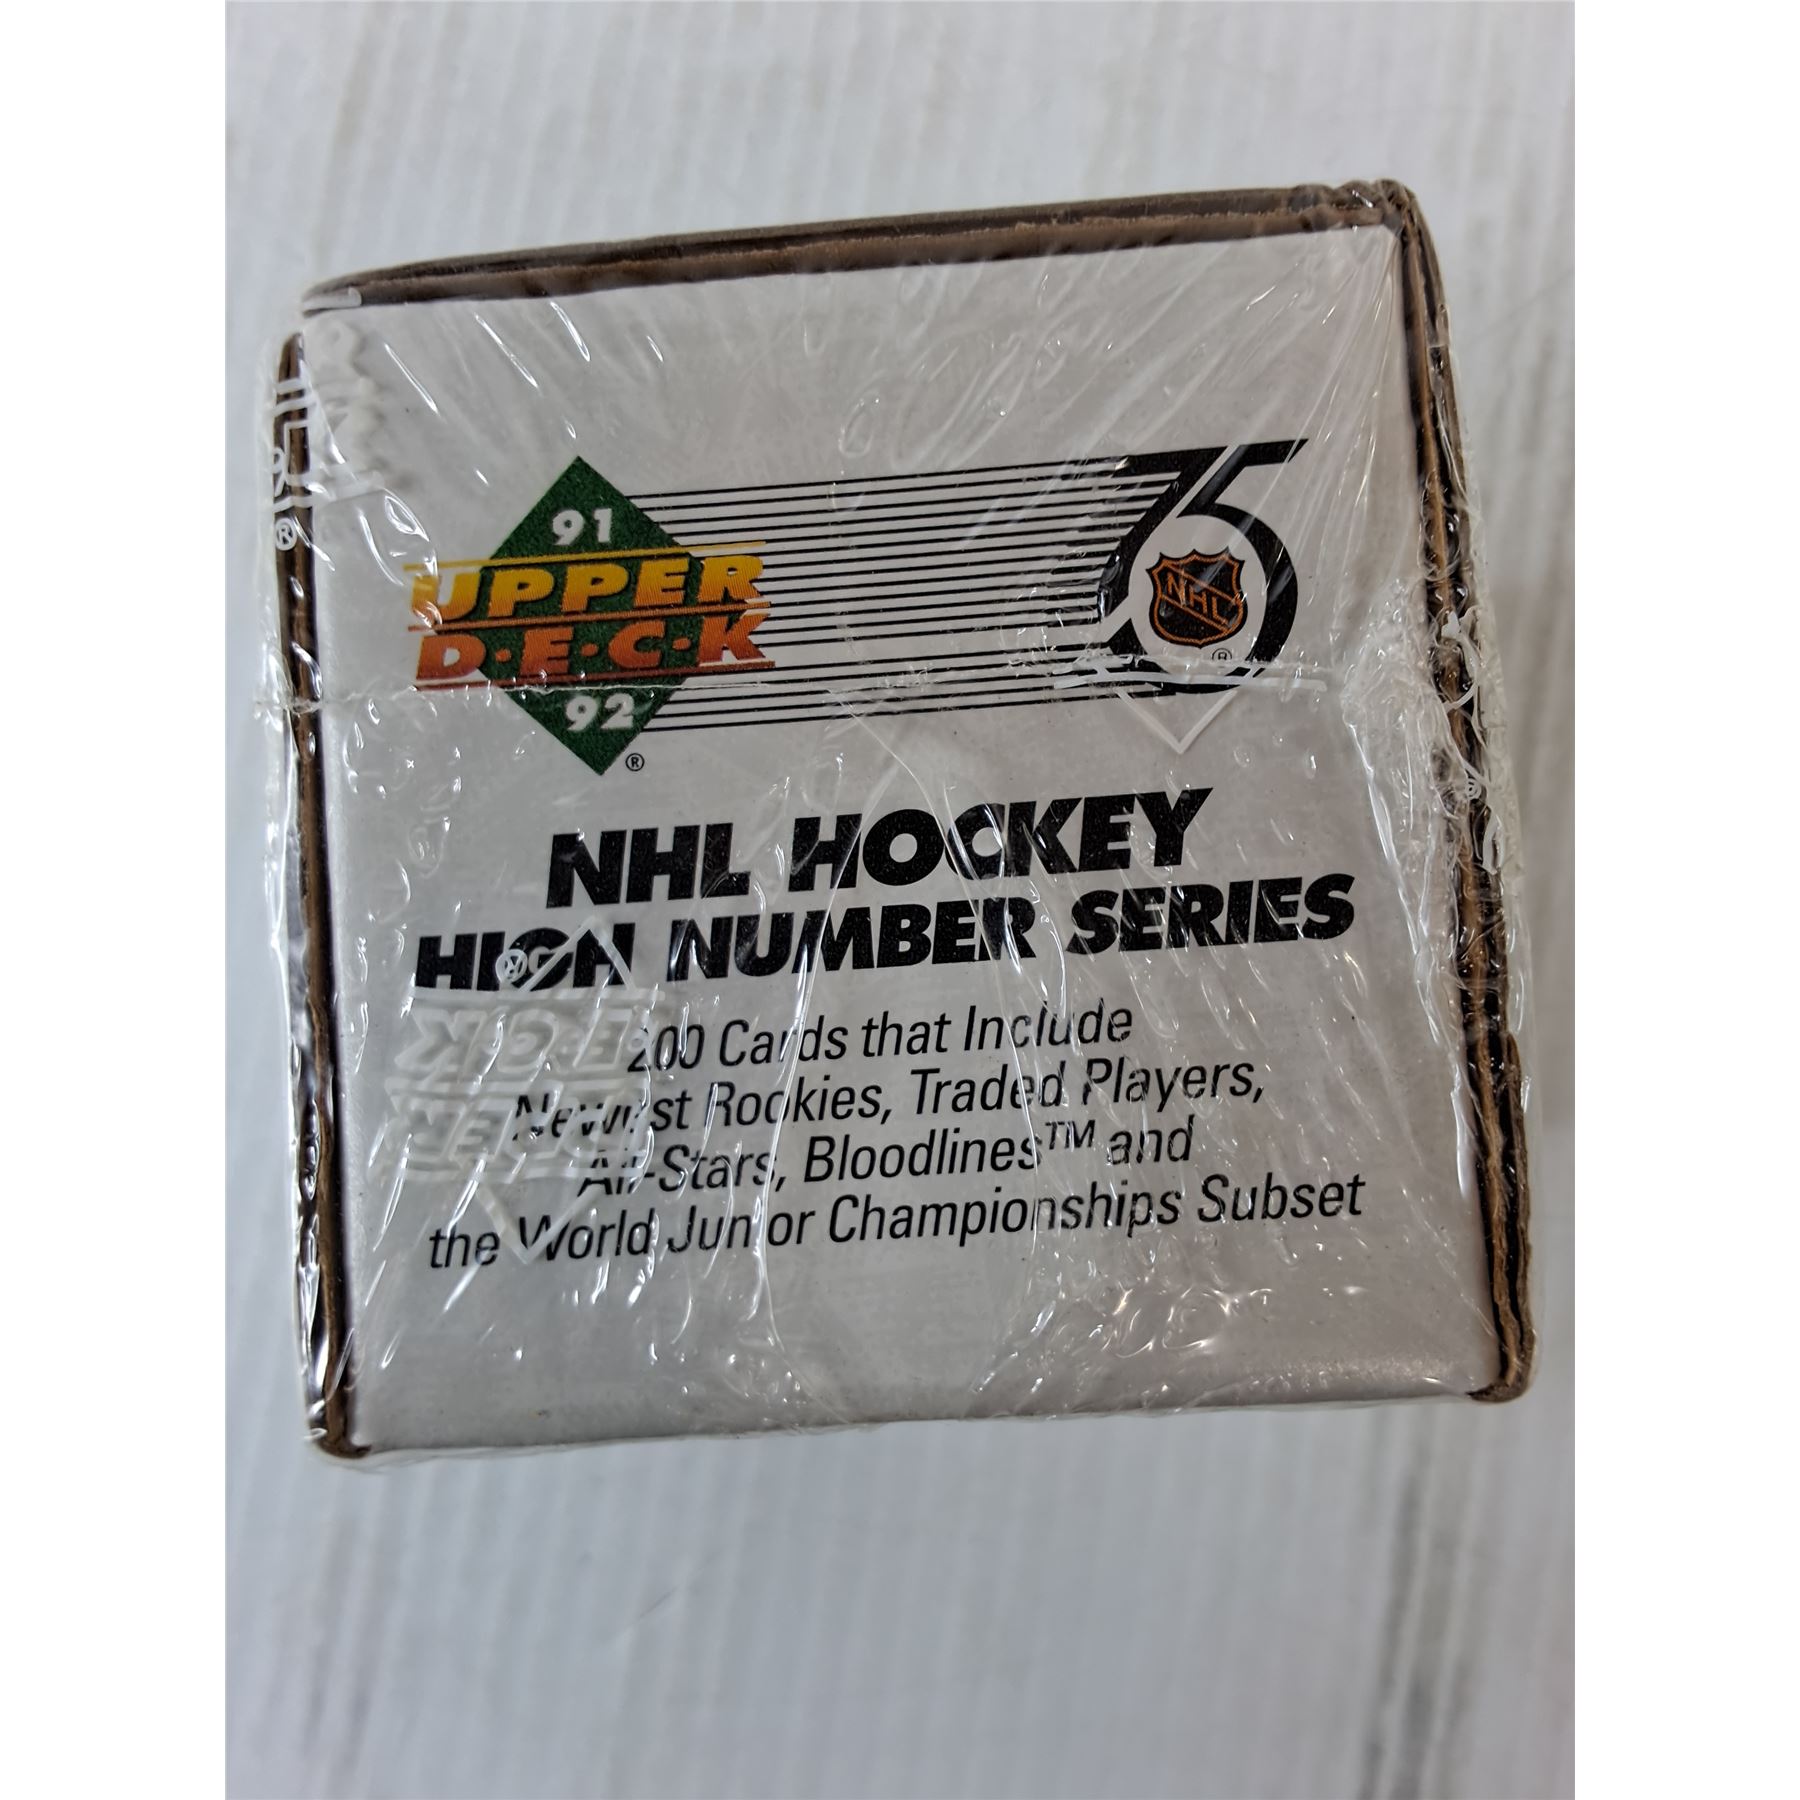 91
UPPER
D·E·C·K
92
®
75
NHL
®
NHL HOCKEY
HIGH NUMBER SERIES
200 Cards that Include
Newest Rookies, Traded Players,
All-Stars, Bloodlines™ and
the World Junior Championships Subset